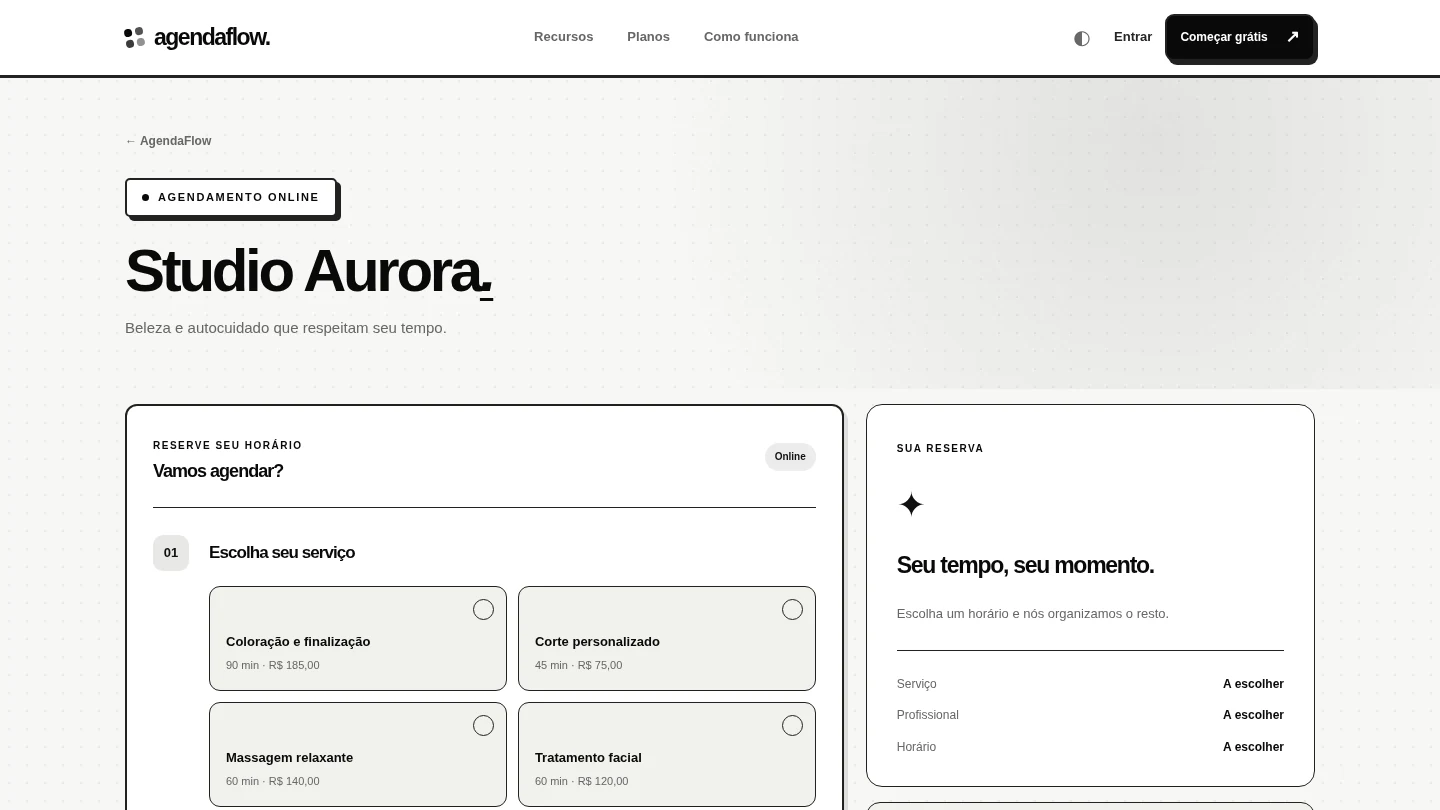 agendaflow.
Recursos
Planos
Como funciona
Entrar
Começar grátis ↗
← AgendaFlow
AGENDAMENTO ONLINE
Studio Aurora.
Beleza e autocuidado que respeitam seu tempo.
RESERVE SEU HORÁRIO
Vamos agendar?
Online
01
Escolha seu serviço
Coloração e finalização
90 min · R$ 185,00
Corte personalizado
45 min · R$ 75,00
Massagem relaxante
60 min · R$ 140,00
Tratamento facial
60 min · R$ 120,00
SUA RESERVA
Seu tempo, seu momento.
Escolha um horário e nós organizamos o resto.
Serviço A escolher
Profissional A escolher
Horário A escolher